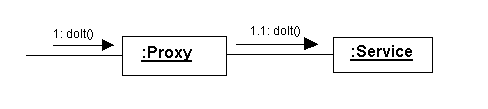 1: doIt()
1.1: doIt()
:Proxy
:Service